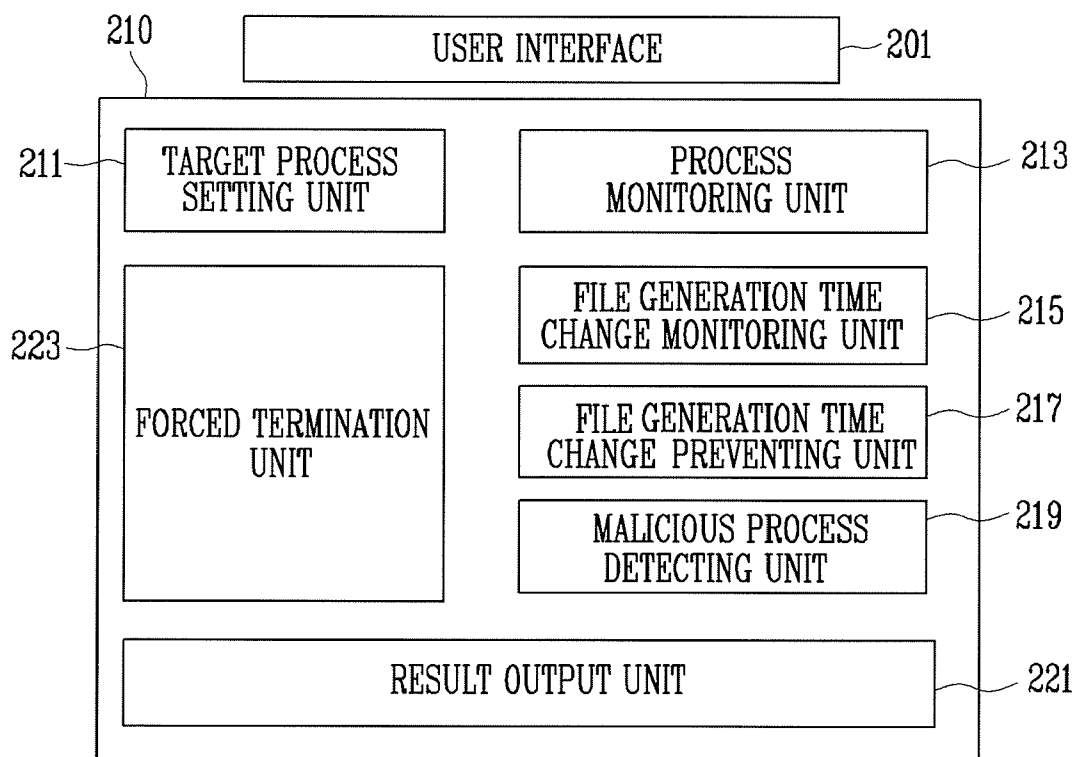 210
USER INTERFACE
201
211
TARGET PROCESS
SETTING UNIT
PROCESS
MONITORING UNIT
213
223
FORCED TERMINATION
UNIT
FILE GENERATION TIME
CHANGE MONITORING UNIT
215
FILE GENERATION TIME
CHANGE PREVENTING UNIT
217
MALICIOUS PROCESS
DETECTING UNIT
219
RESULT OUTPUT UNIT
221